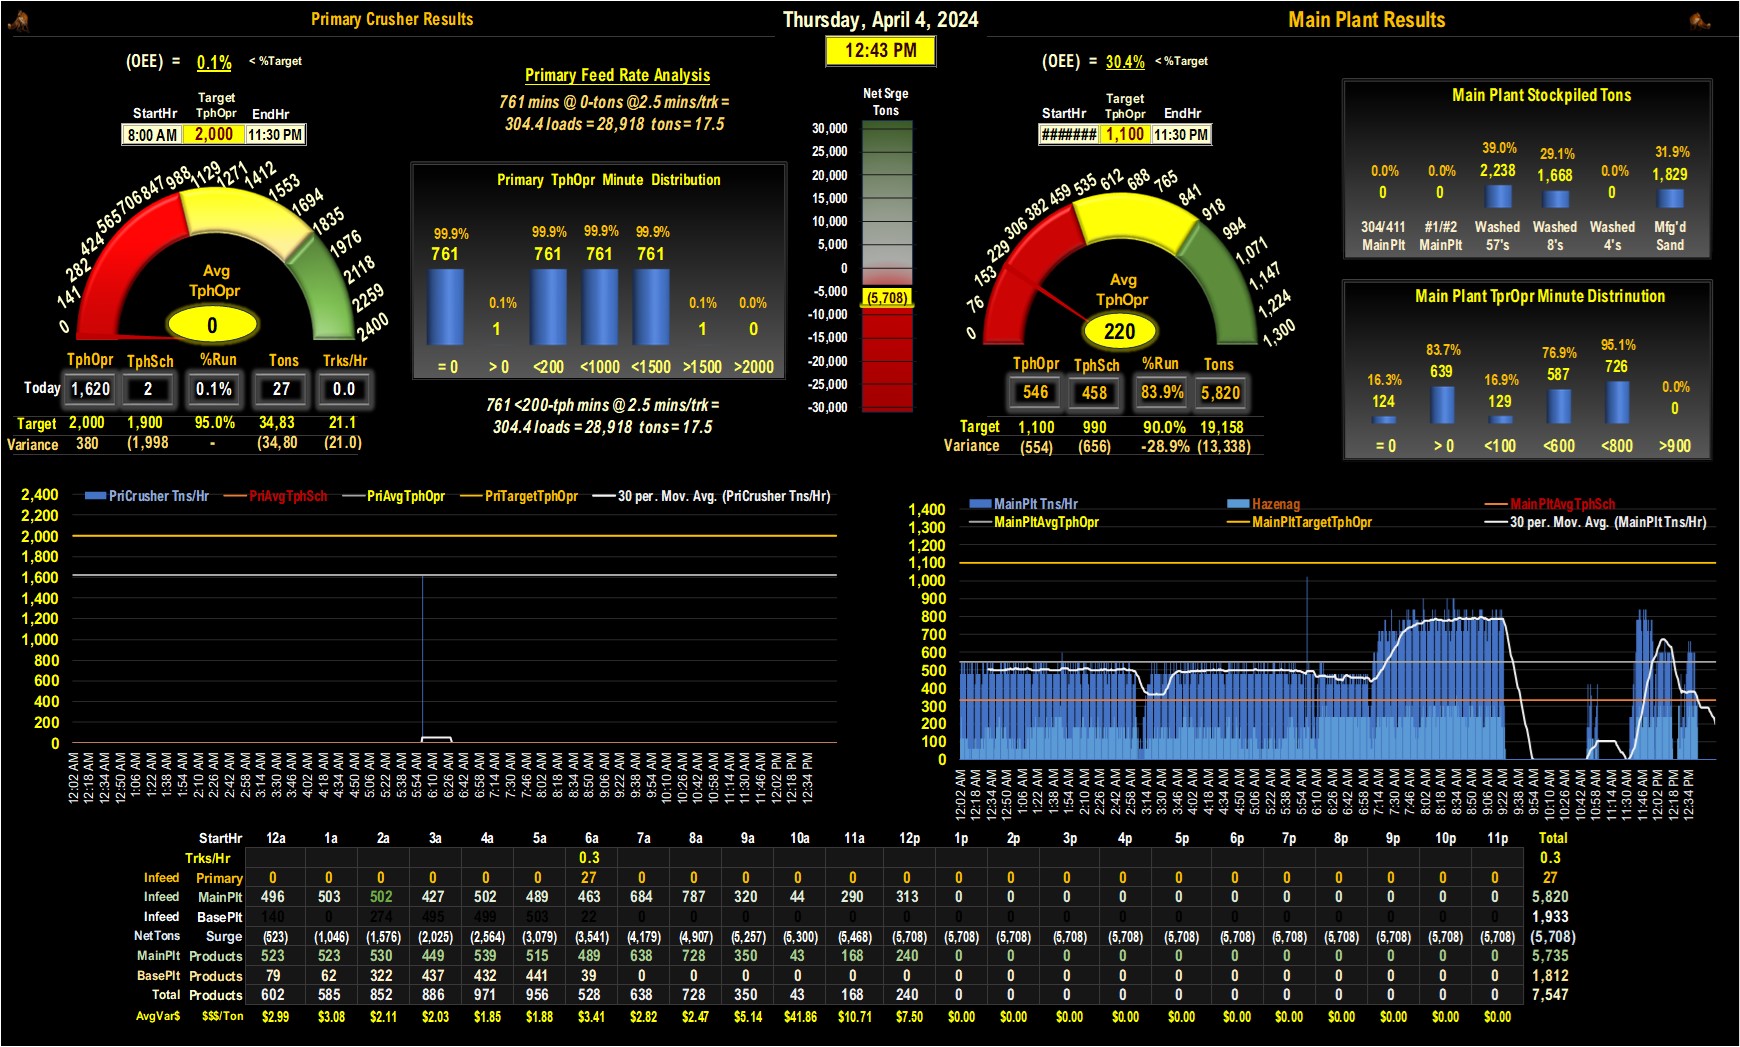 Primary Crusher Results
Thursday, April 4, 2024
Main Plant Results
12:43 PM
(OEE) = 0.1% < %Target
StartHr Target TphOpr EndHr
8:00 AM 2,000 11:30 PM
0 141 282 424 565 706 847 988 1129 1271 1412 1553 1694 1835 1976 2118 2259 2400
Avg
TphOpr
0
TphOpr TphSch %Run Tons Trks/Hr
Today 1,620 2 0.1% 27 0.0
Target 2,000 1,900 95.0% 34,83 21.1
Variance 380 (1,998 - (34,80 (21.0)
Primary Feed Rate Analysis
761 mins @ 0-tons @2.5 mins/trk =
304.4 loads = 28,918 tons = 17.5
Primary TphOpr Minute Distribution
99.9% 0.1% 99.9% 99.9% 99.9% 0.1% 0.0%
761 1 761 761 761 1 0
= 0 > 0 <200 <1000 <1500 >1500 >2000
761 <200-tph mins @ 2.5 mins/trk =
304.4 loads = 28,918 tons = 17.5
Net Srge
Tons
30,000
25,000
20,000
15,000
10,000
5,000
0
-5,000
(5,708)
-10,000
-15,000
-20,000
-25,000
-30,000
(OEE) = 30.4% < %Target
StartHr Target TphOpr EndHr
####### 1,100 11:30 PM
0 76 153 229 306 382 459 535 612 688 765 841 918 994 1,071 1,147 1,224 1,300
Avg
TphOpr
220
TphOpr TphSch %Run Tons
546 458 83.9% 5,820
Target 1,100 990 90.0% 19,158
Variance (554) (656) -28.9% (13,338)
Main Plant Stockpiled Tons
0.0% 0.0% 39.0% 29.1% 0.0% 31.9%
0 0 2,238 1,668 0 1,829
304/411 #1/#2 Washed Washed Washed Mfg'd
MainPlt MainPlt 57's 8's 4's Sand
Main Plant TprOpr Minute Distrinution
16.3% 83.7% 16.9% 76.9% 95.1% 0.0%
124 639 129 587 726 0
= 0 > 0 <100 <600 <800 >900
PriCrusher Tns/Hr PriAvgTphSch PriAvgTphOpr PriTargetTphOpr 30 per. Mov. Avg. (PriCrusher Tns/Hr)
2,400
2,200
2,000
1,800
1,600
1,400
1,200
1,000
800
600
400
200
0
12:02 AM 12:18 AM 12:34 AM 12:50 AM 1:06 AM 1:22 AM 1:38 AM 1:54 AM 2:10 AM 2:26 AM 2:42 AM 2:58 AM 3:14 AM 3:30 AM 3:46 AM 4:02 AM 4:18 AM 4:34 AM 4:50 AM 5:06 AM 5:22 AM 5:38 AM 5:54 AM 6:10 AM 6:26 AM 6:42 AM 6:58 AM 7:14 AM 7:30 AM 7:46 AM 8:02 AM 8:18 AM 8:34 AM 8:50 AM 9:06 AM 9:22 AM 9:38 AM 9:54 AM 10:10 AM 10:26 AM 10:42 AM 10:58 AM 11:14 AM 11:30 AM 11:46 AM 12:02 PM 12:18 PM 12:34 PM
MainPlt Tns/Hr Hazenag MainPltAvgTphSch
MainPltAvgTphOpr MainPltTargetTphOpr 30 per. Mov. Avg. (MainPlt Tns/Hr)
1,400
1,300
1,200
1,100
1,000
900
800
700
600
500
400
300
200
100
0
12:02 AM 12:18 AM 12:34 AM 12:50 AM 1:06 AM 1:22 AM 1:38 AM 1:54 AM 2:10 AM 2:26 AM 2:42 AM 2:58 AM 3:14 AM 3:30 AM 3:46 AM 4:02 AM 4:18 AM 4:34 AM 4:50 AM 5:06 AM 5:22 AM 5:38 AM 5:54 AM 6:10 AM 6:26 AM 6:42 AM 6:58 AM 7:14 AM 7:30 AM 7:46 AM 8:02 AM 8:18 AM 8:34 AM 8:50 AM 9:06 AM 9:22 AM 9:38 AM 9:54 AM 10:10 AM 10:26 AM 10:42 AM 10:58 AM 11:14 AM 11:30 AM 11:46 AM 12:02 PM 12:18 PM 12:34 PM
StartHr 12a 1a 2a 3a 4a 5a 6a 7a 8a 9a 10a 11a 12p 1p 2p 3p 4p 5p 6p 7p 8p 9p 10p 11p Total
Trks/Hr 0.3 0.3
Infeed Primary 0 0 0 0 0 0 27 0 0 0 0 0 0 0 0 0 0 0 0 0 0 0 0 0 27
Infeed MainPlt 496 503 502 427 502 489 463 684 787 320 44 290 313 0 0 0 0 0 0 0 0 0 0 0 5,820
Infeed BasePlt 140 0 274 495 499 503 22 0 0 0 0 0 0 0 0 0 0 0 0 0 0 0 0 0 1,933
NetTons Surge (523) (1,046) (1,576) (2,025) (2,564) (3,079) (3,541) (4,179) (4,907) (5,257) (5,300) (5,468) (5,708) (5,708) (5,708) (5,708) (5,708) (5,708) (5,708) (5,708) (5,708) (5,708) (5,708) (5,708) (5,708)
MainPlt Products 523 523 530 449 539 515 489 638 728 350 43 168 240 0 0 0 0 0 0 0 0 0 0 0 5,735
BasePlt Products 79 62 322 437 432 441 39 0 0 0 0 0 0 0 0 0 0 0 0 0 0 0 0 0 1,812
Total Products 602 585 852 886 971 956 528 638 728 350 43 168 240 0 0 0 0 0 0 0 0 0 0 0 7,547
AvgVar$ $$$/Ton $2.99 $3.08 $2.11 $2.03 $1.85 $1.88 $3.41 $2.82 $2.47 $5.14 $41.86 $10.71 $7.50 $0.00 $0.00 $0.00 $0.00 $0.00 $0.00 $0.00 $0.00 $0.00 $0.00 $0.00